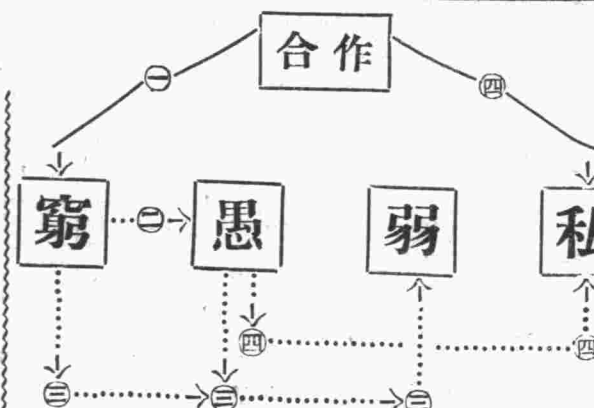 合作
㊀ ㊃
窮 ㊁ 愚 弱 私
㊃ ㊃
㊂ ㊂ ㊂